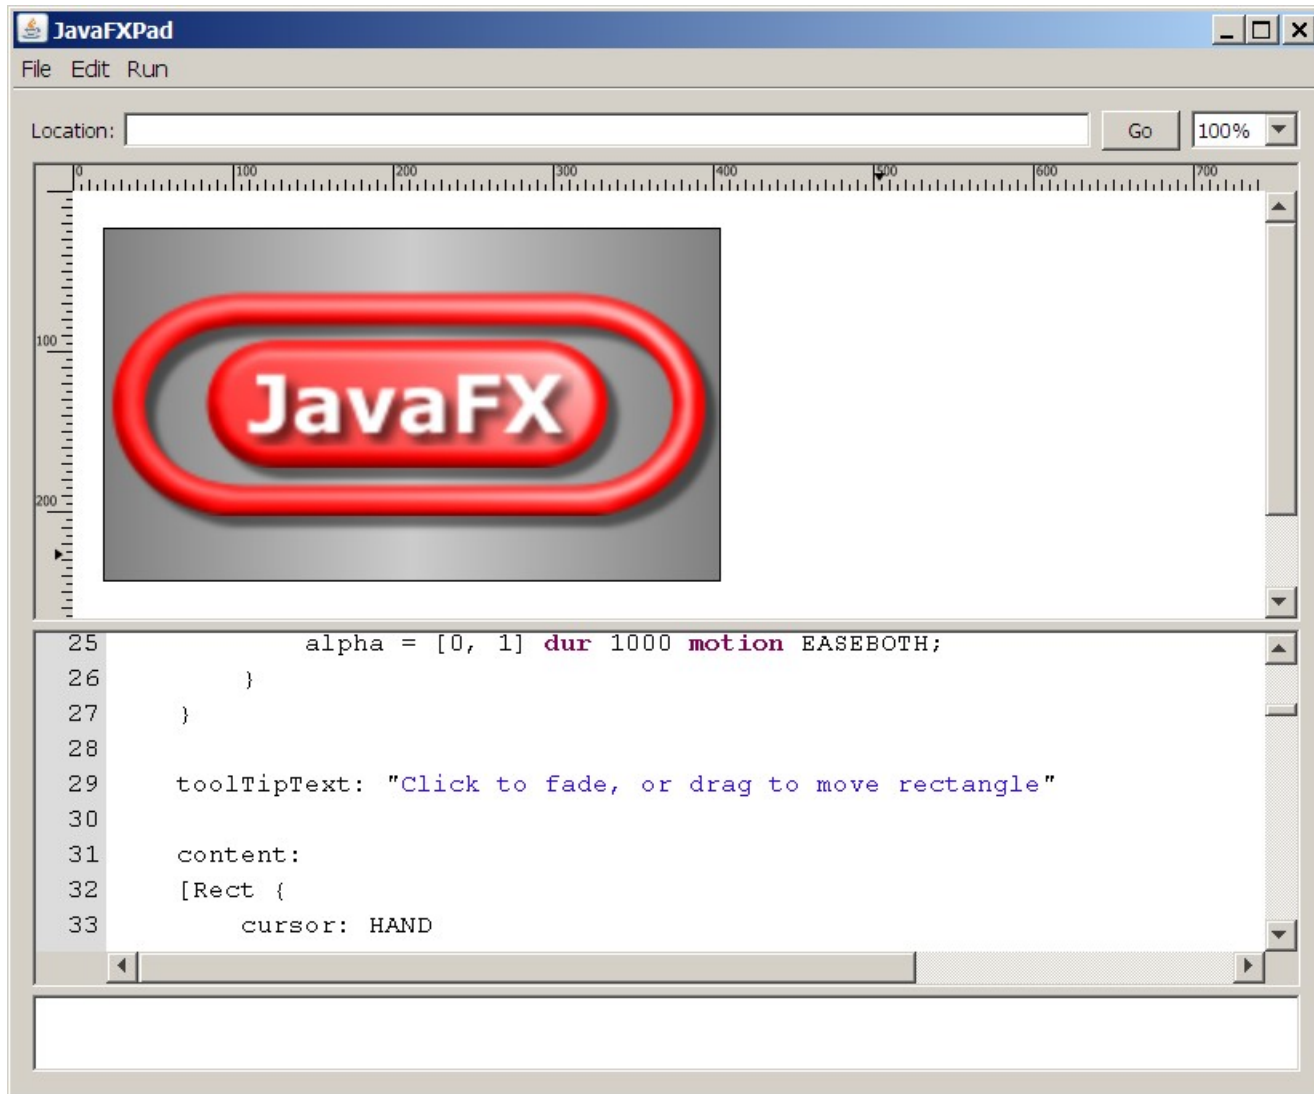 JavaFXPad
File Edit Run
Location: Go 100%
0 100 200 300 400 500 600 700
100
200
JavaFX
25 alpha = [0, 1] dur 1000 motion EASEBOTH;
26 }
27 }
28
29 toolTipText: "Click to fade, or drag to move rectangle"
30
31 content:
32 [Rect {
33 cursor: HAND